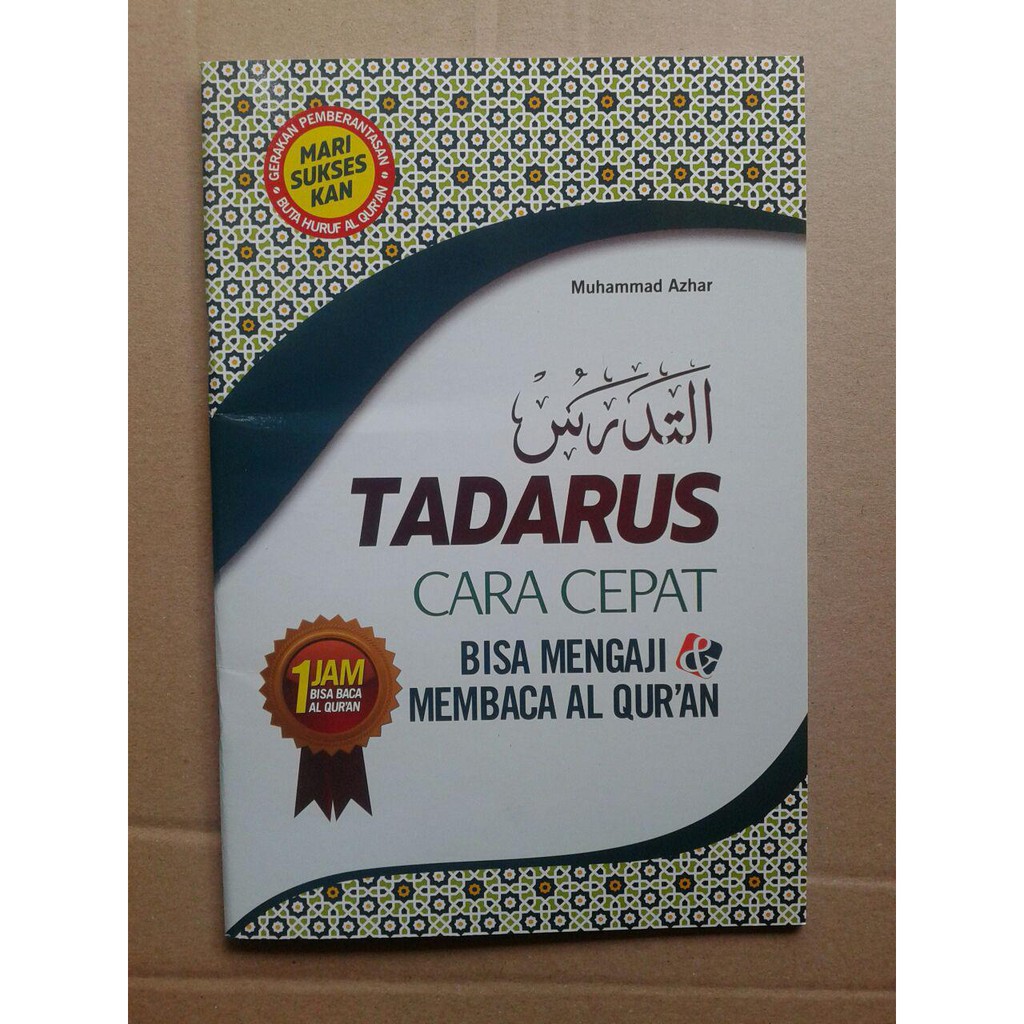 GERAKAN PEMBERANTASAN
MARI
SUKSES
KAN
BUTA HURUF AL QUR'AN
Muhammad Azhar
التدرس
TADARUS
CARA CEPAT
BISA MENGAJI &
MEMBACA AL QUR'AN
1 JAM
BISA BACA
AL QUR'AN